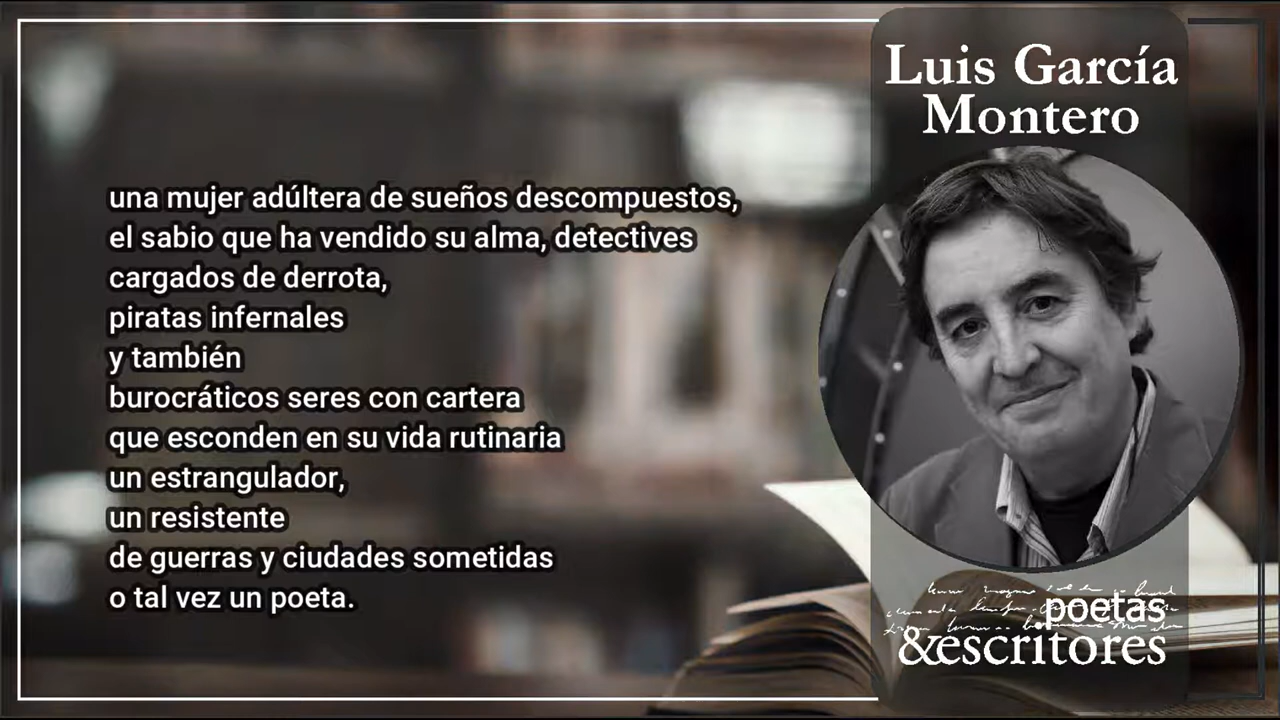 una mujer adúltera de sueños descompuestos,
el sabio que ha vendido su alma, detectives
cargados de derrota,
piratas infernales
y también
burocráticos seres con cartera
que esconden en su vida rutinaria
un estrangulador,
un resistente
de guerras y ciudades sometidas
o tal vez un poeta.
Luis García
Montero
poetas
&escritores